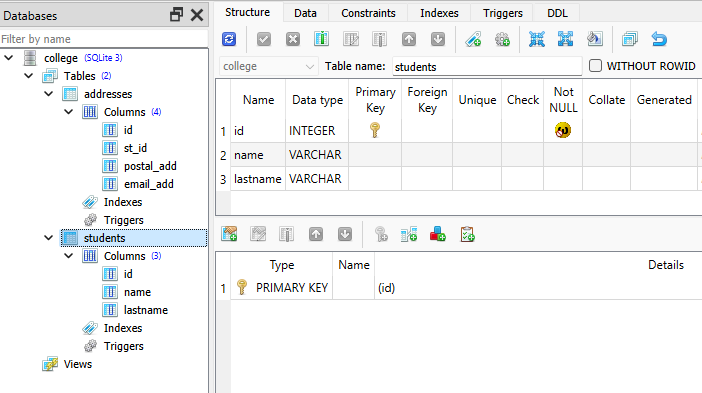 Databases
Filter by name
college (SQLite 3)
Tables (2)
addresses
Columns (4)
id
st_id
postal_add
email_add
Indexes
Triggers
students
Columns (3)
id
name
lastname
Indexes
Triggers
Views
Structure Data Constraints Indexes Triggers DDL
college Table name: students WITHOUT ROWID
Name Data type Primary Key Foreign Key Unique Check Not NULL Collate Generated
1 id INTEGER
2 name VARCHAR
3 lastname VARCHAR
Type Name Details
1 PRIMARY KEY (id)